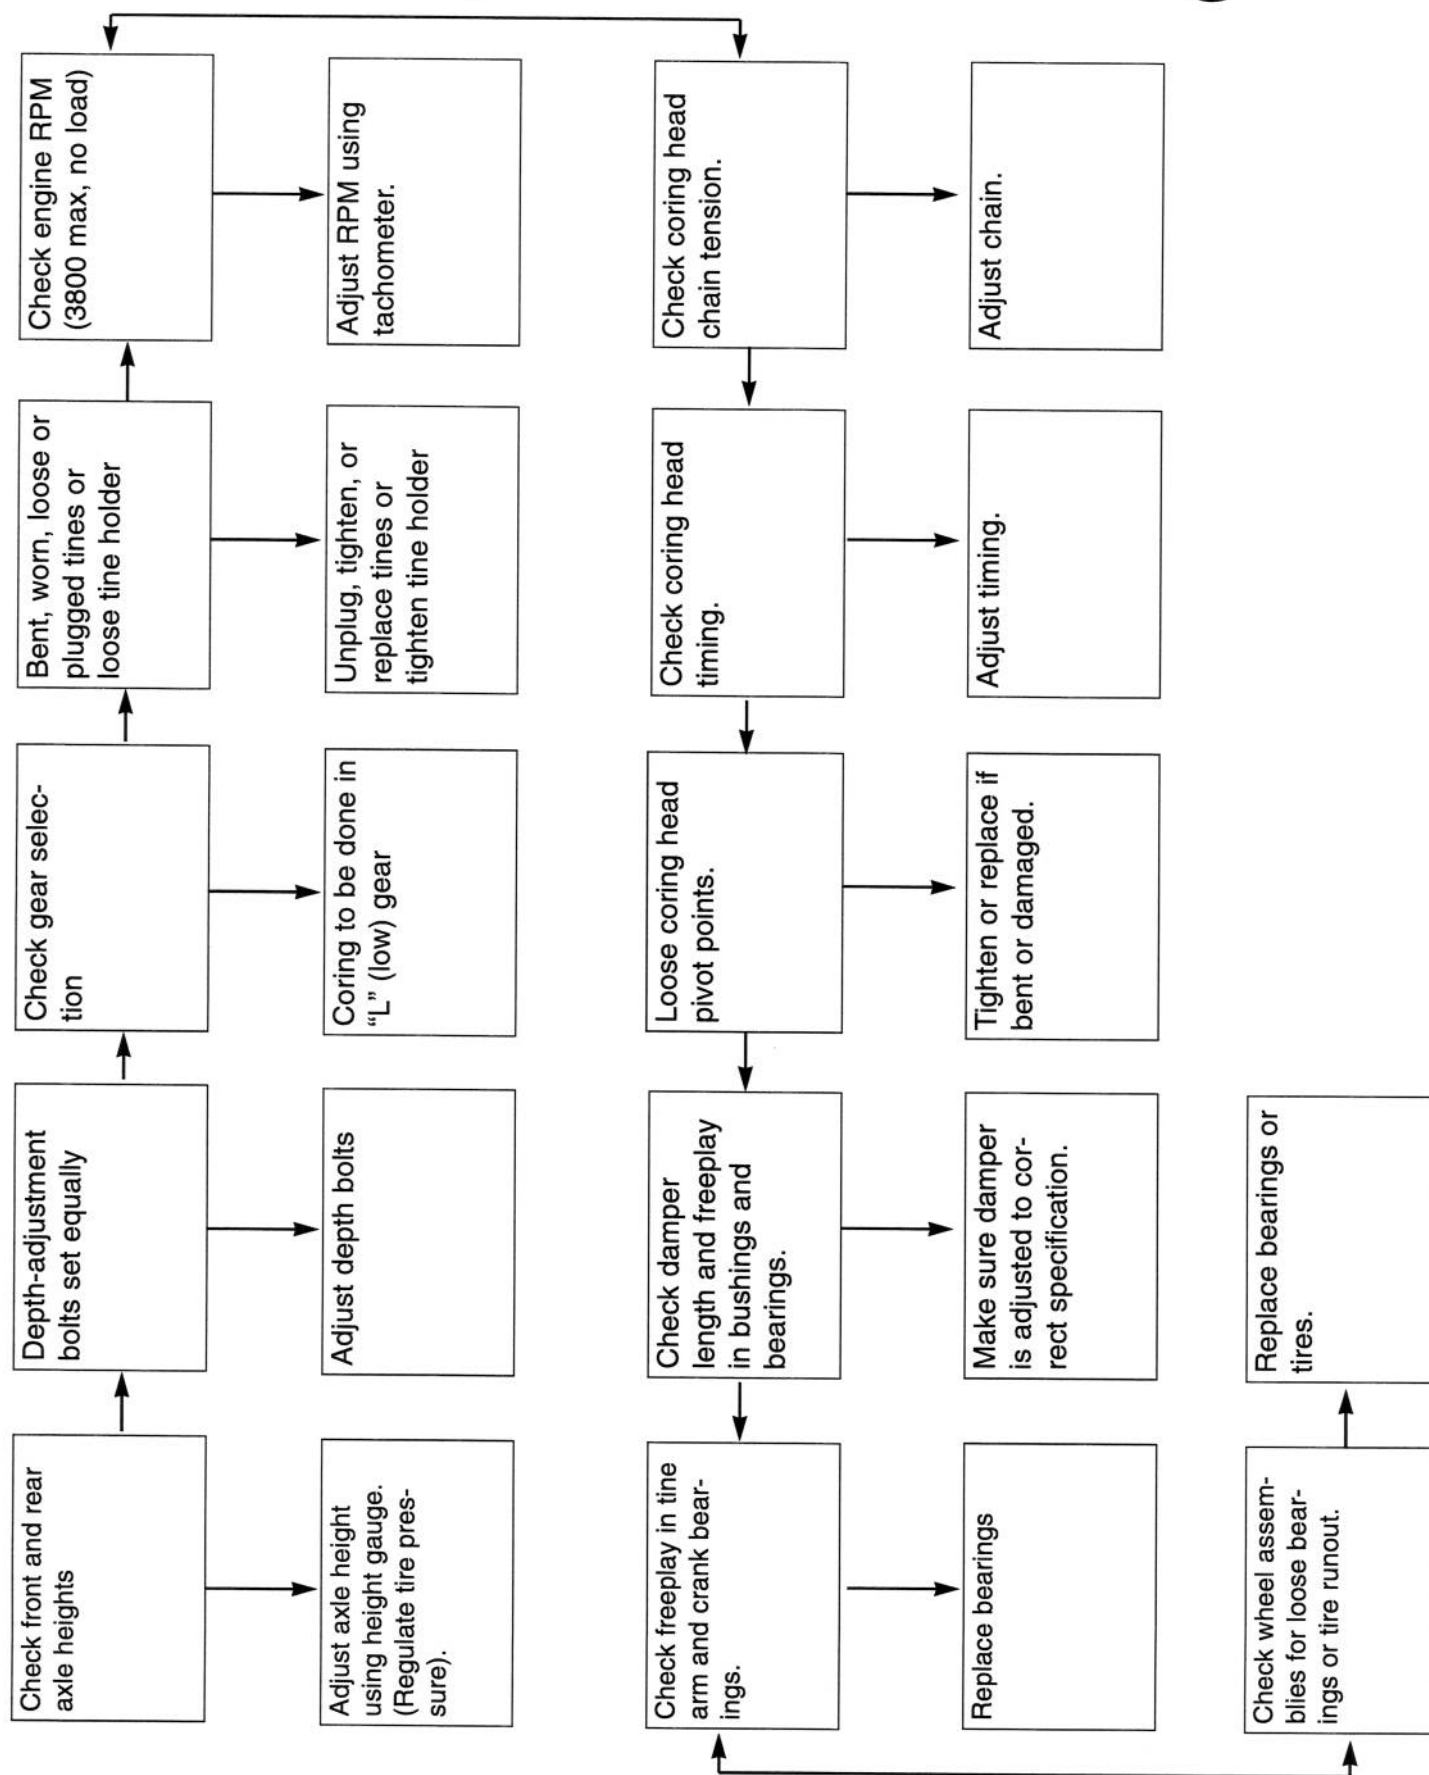 Check front and rear
axle heights
Adjust axle height
using height gauge.
(Regulate tire pres-
sure).
Depth-adjustment
bolts set equally
Adjust depth bolts
Check gear selec-
tion
Coring to be done in
“L” (low) gear
Bent, worn, loose or
plugged tines or
loose tine holder
Unplug, tighten, or
replace tines or
tighten tine holder
Check engine RPM
(3800 max, no load)
Adjust RPM using
tachometer.
Check coring head
chain tension.
Adjust chain.
Check coring head
timing.
Adjust timing.
Loose coring head
pivot points.
Tighten or replace if
bent or damaged.
Check damper
length and freeplay
in bushings and
bearings.
Make sure damper
is adjusted to cor-
rect specification.
Check freeplay in tine
arm and crank bear-
ings.
Replace bearings
Check wheel assem-
blies for loose bear-
ings or tire runout.
Replace bearings or
tires.